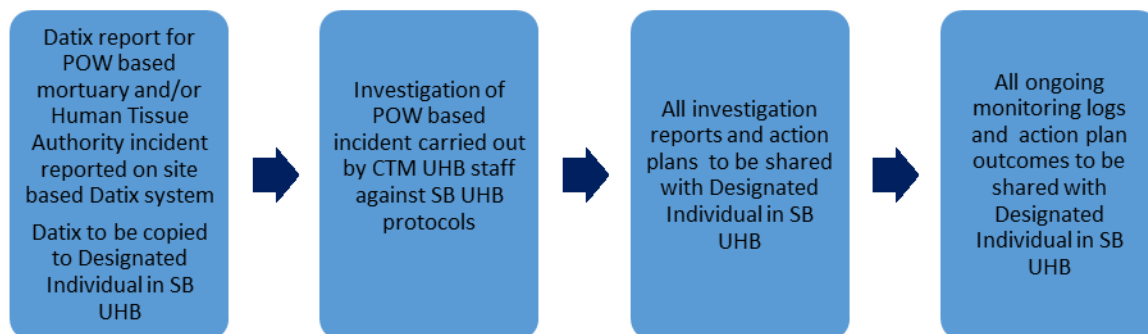 Datix report for
POW based
mortuary and/or
Human Tissue
Authority incident
reported on site
based Datix system
Datix to be copied
to Designated
Individual in SB
UHB
Investigation of
POW based
incident carried out
by CTM UHB staff
against SB UHB
protocols
All investigation
reports and action
plans to be shared
with Designated
Individual in SB
UHB
All ongoing
monitoring logs
and action plan
outcomes to be
shared with
Designated
Individual in SB
UHB